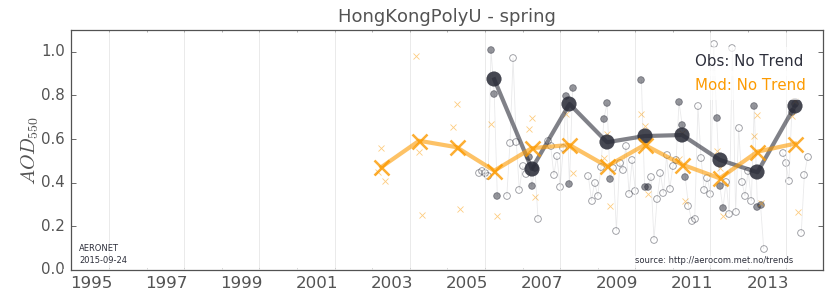 HongKongPolyU - spring
1.0
0.8
0.6
0.4
0.2
0.0
AOD550
Obs: No Trend
Mod: No Trend
AERONET
2015-09-24
source: http://aerocom.met.no/trends
1995 1997 1999 2001 2003 2005 2007 2009 2011 2013